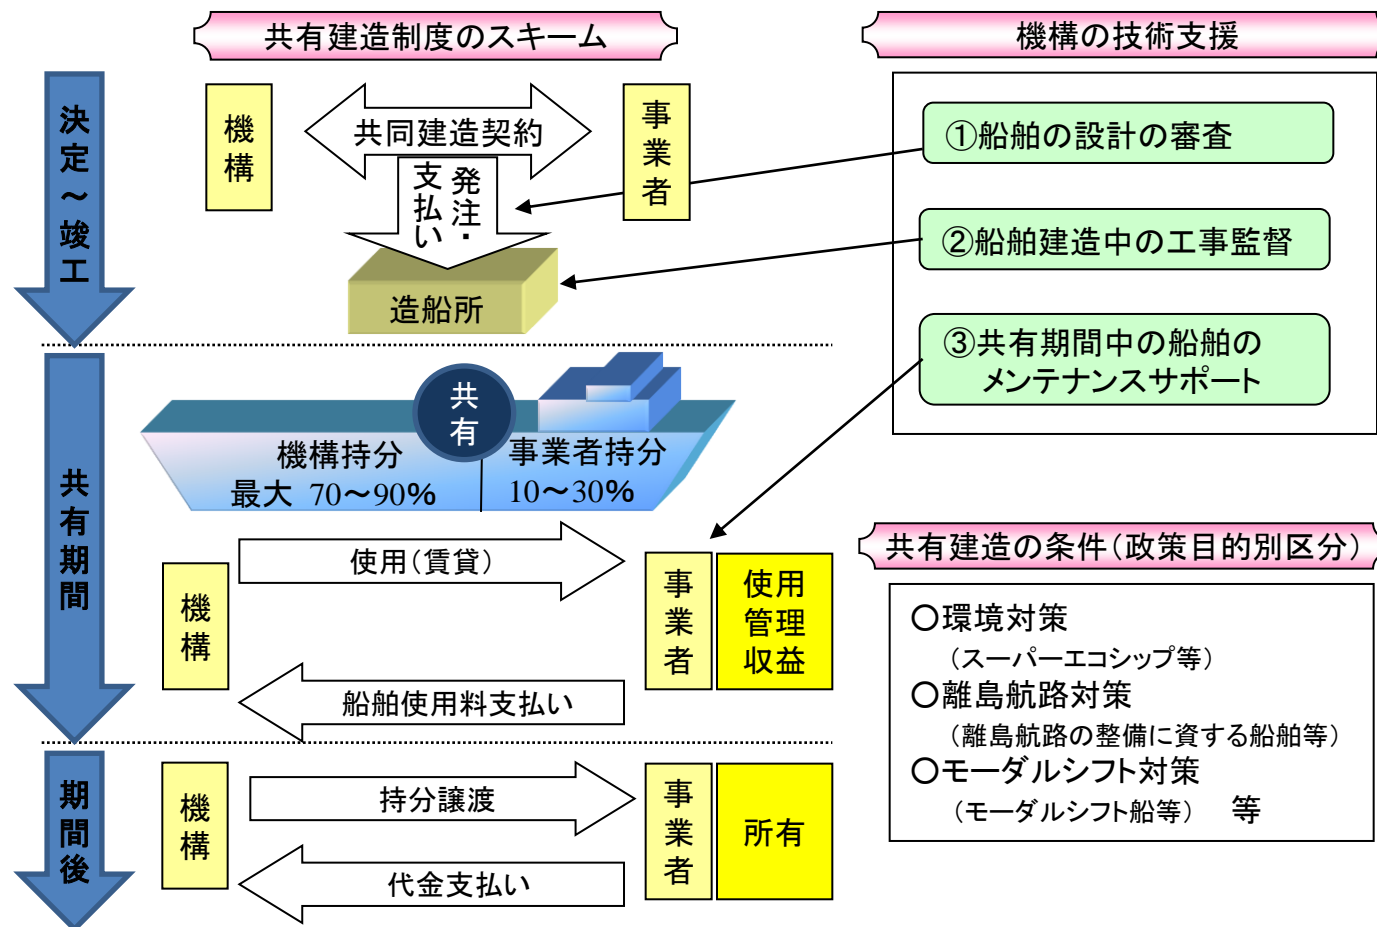 共有建造制度のスキーム
決定～竣工
機構
共同建造契約
事業者
発注・
支払い
造船所
共有期間
共有
機構持分
最大 70～90%
事業者持分
10～30%
使用(賃貸)
機構
事業者
使用
管理
収益
船舶使用料支払い
期間後
機構
持分譲渡
事業者
所有
代金支払い
機構の技術支援
①船舶の設計の審査
②船舶建造中の工事監督
③共有期間中の船舶の
メンテナンスサポート
共有建造の条件(政策目的別区分)
○環境対策
(スーパーエコシップ等)
○離島航路対策
(離島航路の整備に資する船舶等)
○モーダルシフト対策
(モーダルシフト船等) 等